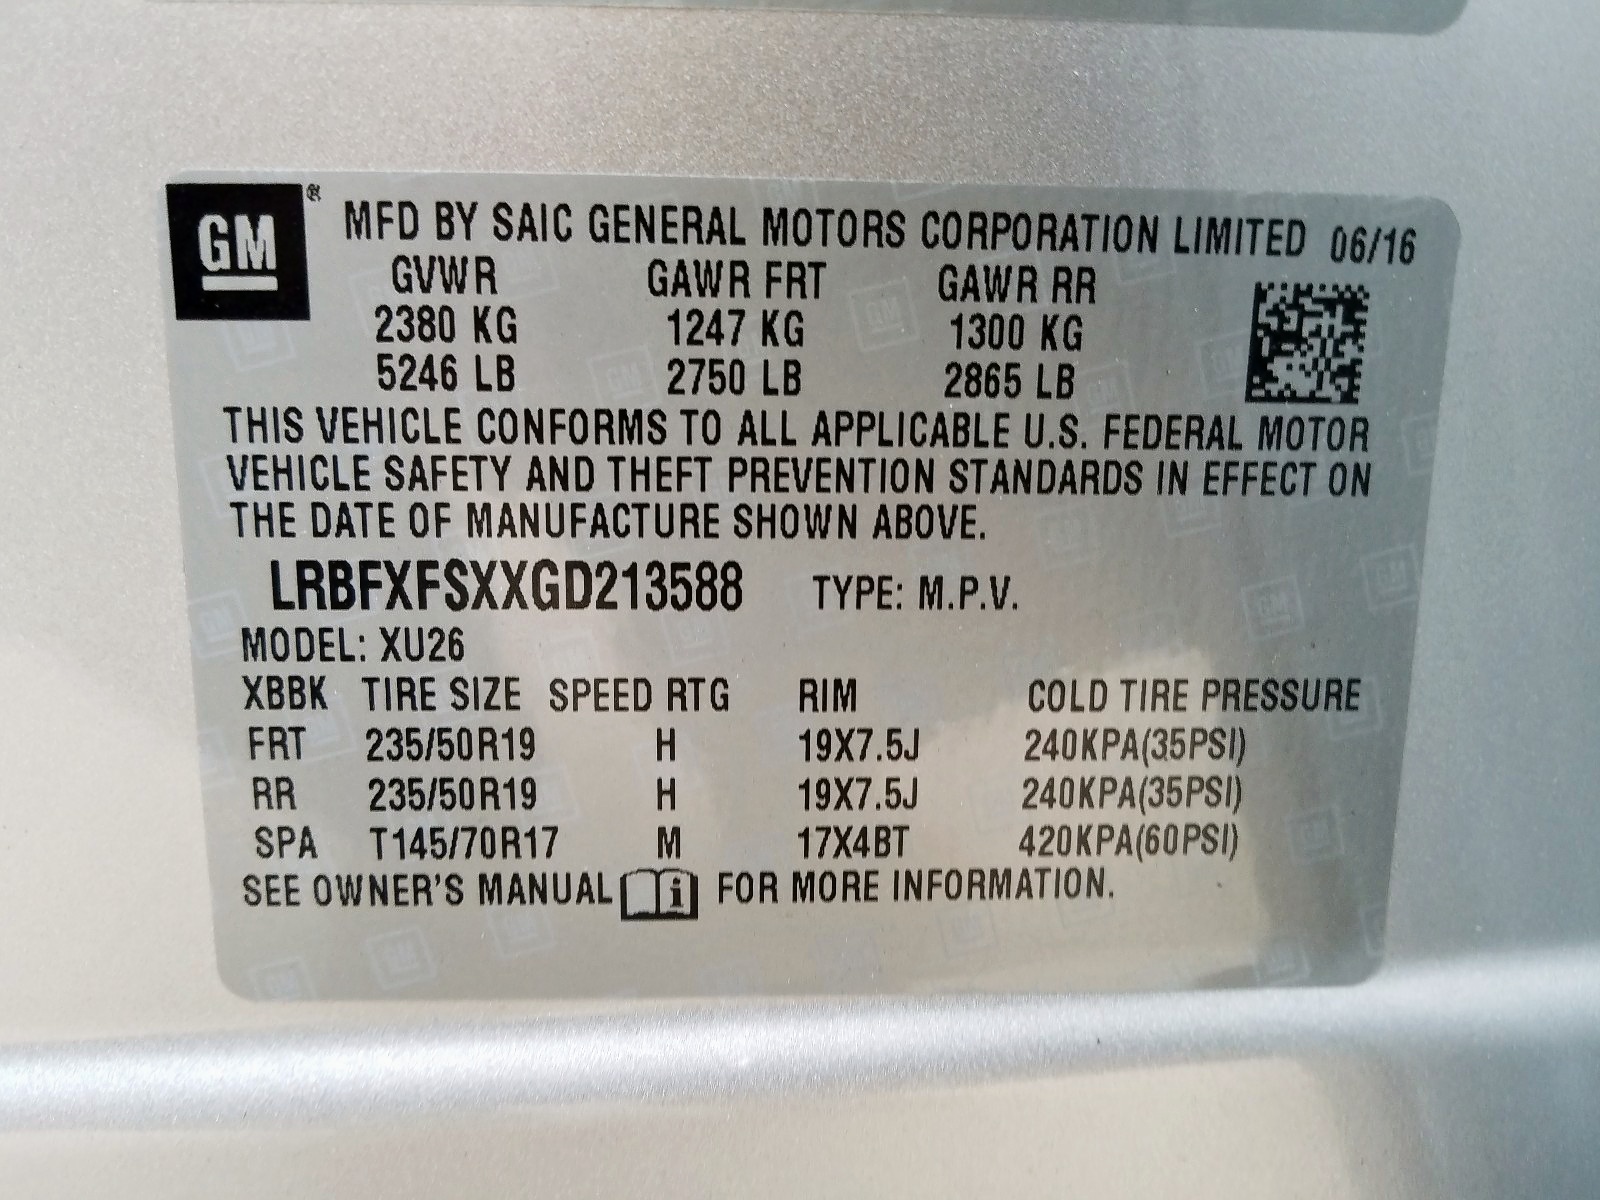 GM ® MFD BY SAIC GENERAL MOTORS CORPORATION LIMITED 06/16
GVWR GAWR FRT GAWR RR
2380 KG 1247 KG 1300 KG
5246 LB 2750 LB 2865 LB
THIS VEHICLE CONFORMS TO ALL APPLICABLE U.S. FEDERAL MOTOR
VEHICLE SAFETY AND THEFT PREVENTION STANDARDS IN EFFECT ON
THE DATE OF MANUFACTURE SHOWN ABOVE.
LRBFXFSXXGD213588 TYPE: M.P.V.
MODEL: XU26
XBBK TIRE SIZE SPEED RTG RIM COLD TIRE PRESSURE
FRT 235/50R19 H 19X7.5J 240KPA(35PSI)
RR 235/50R19 H 19X7.5J 240KPA(35PSI)
SPA T145/70R17 M 17X4BT 420KPA(60PSI)
SEE OWNER'S MANUAL i FOR MORE INFORMATION.